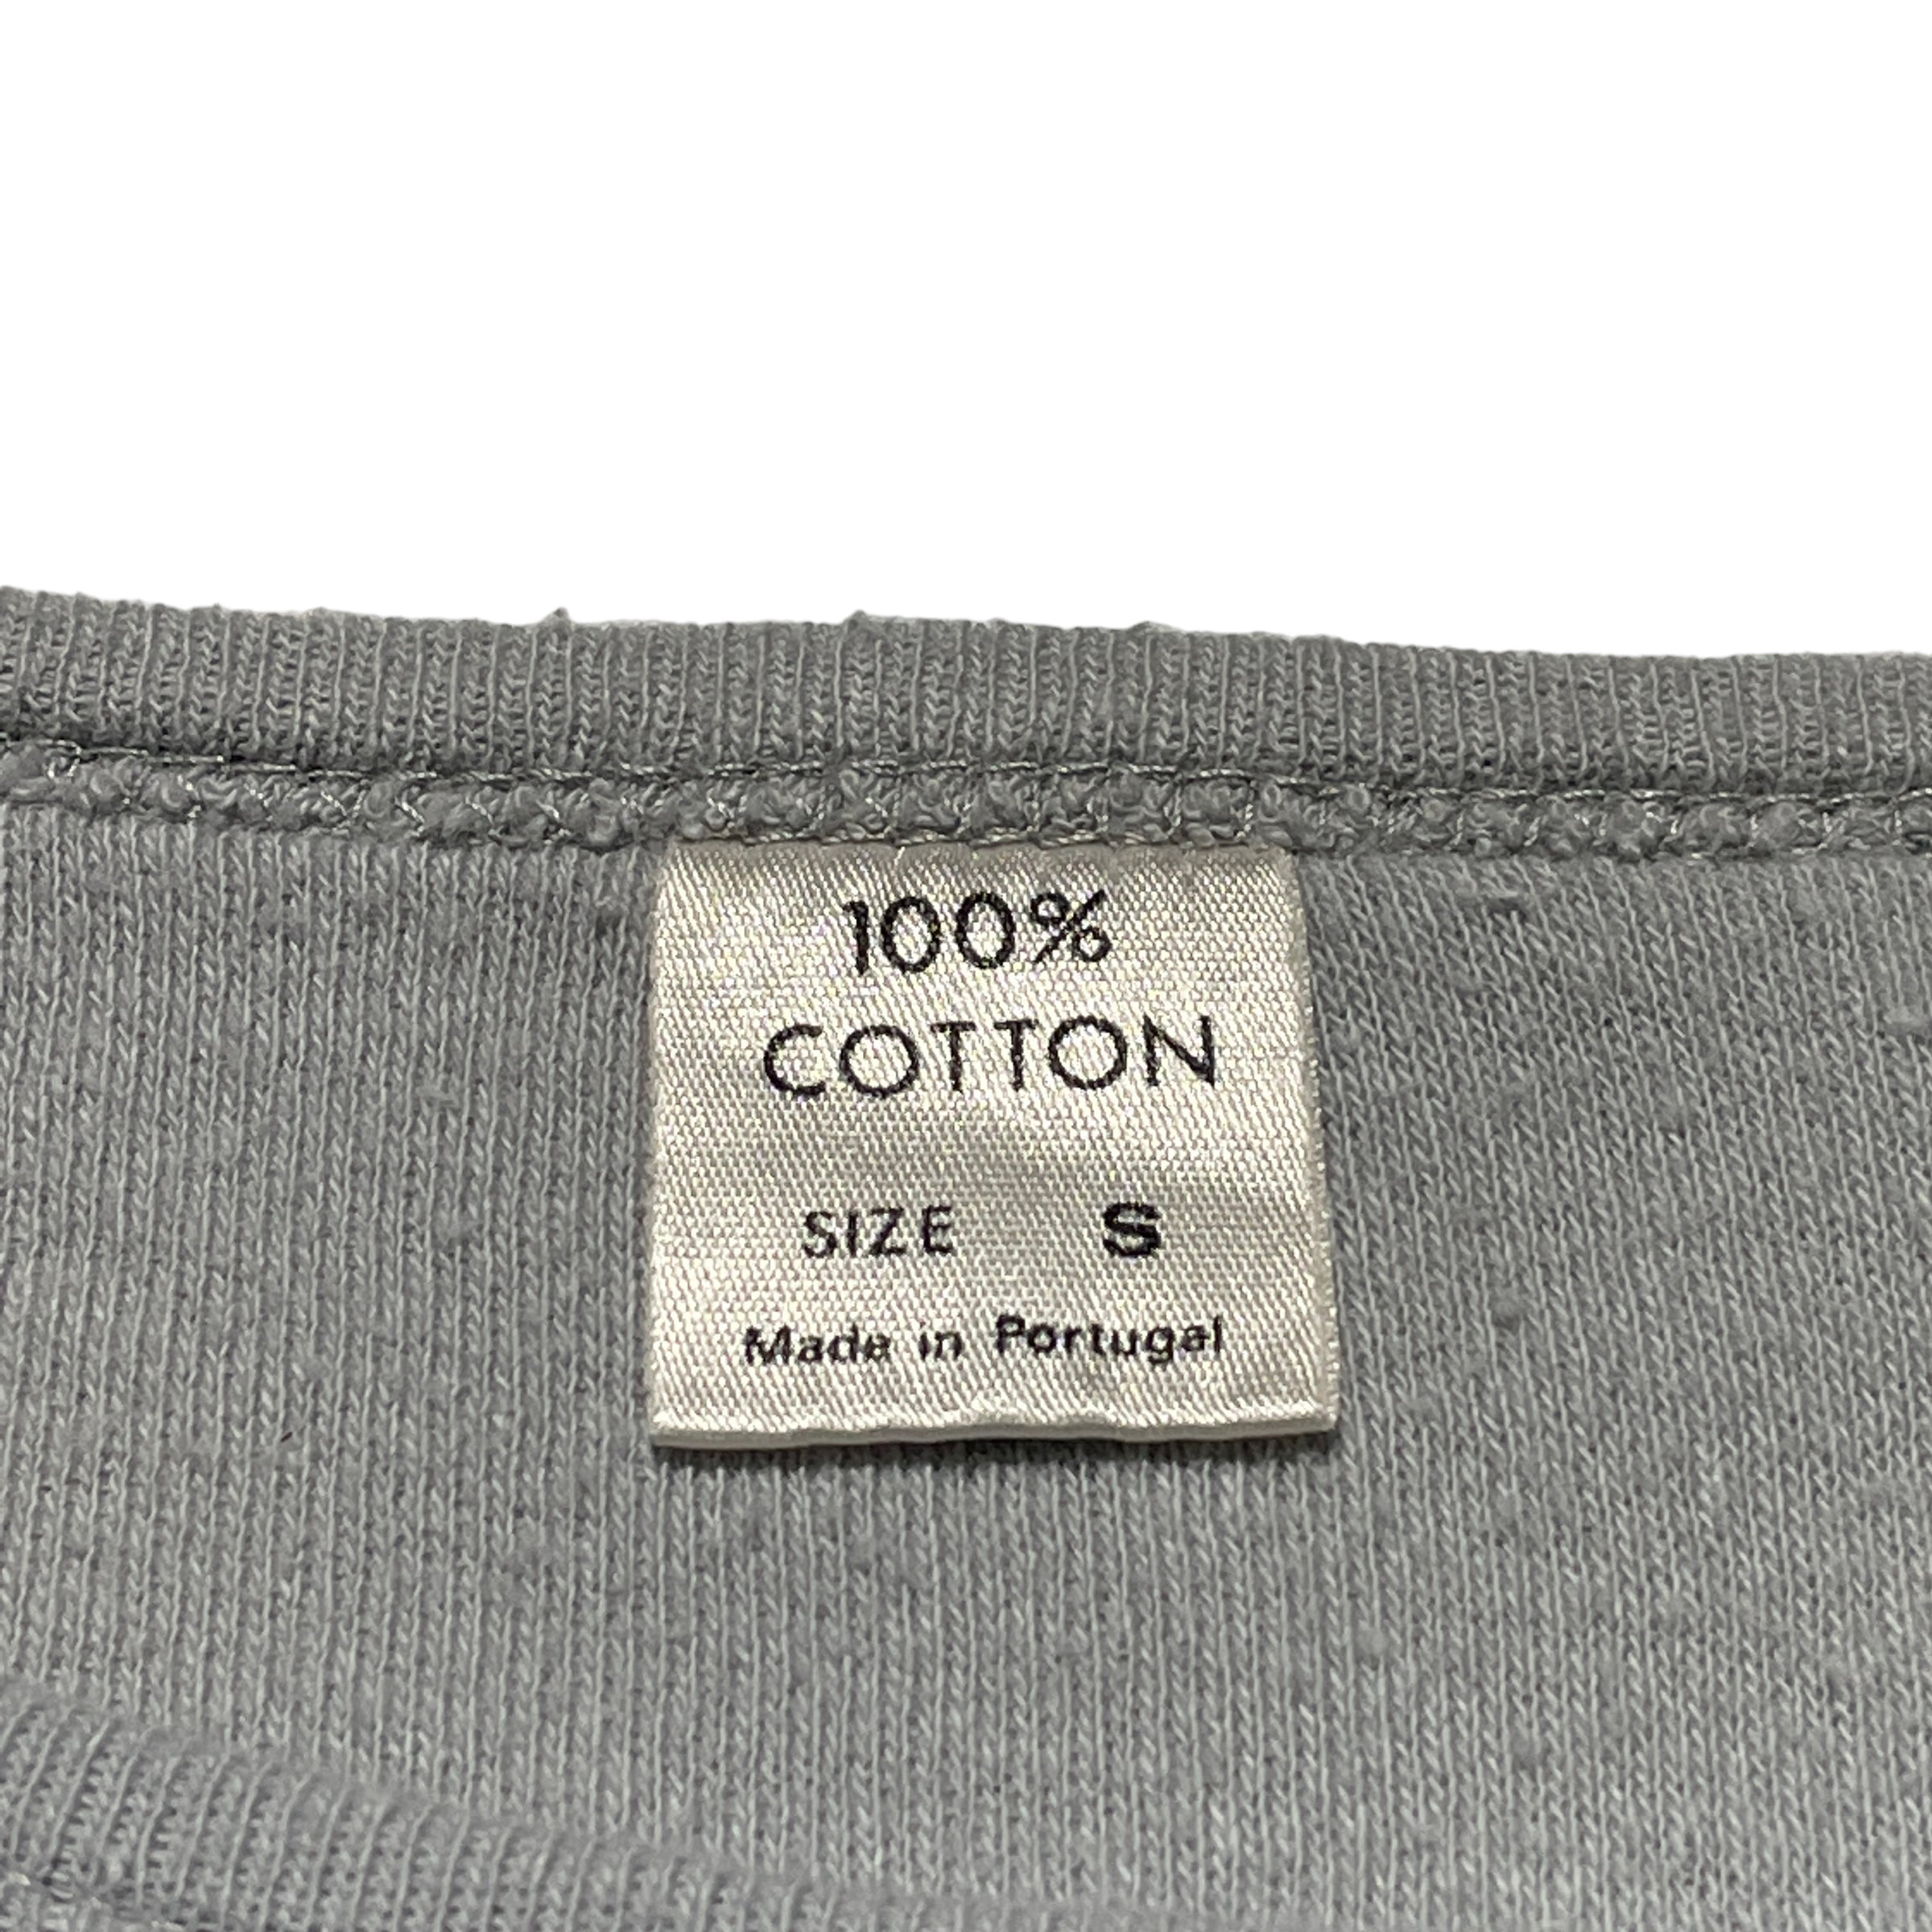 100%
COTTON
SIZE S
Made in Portugal